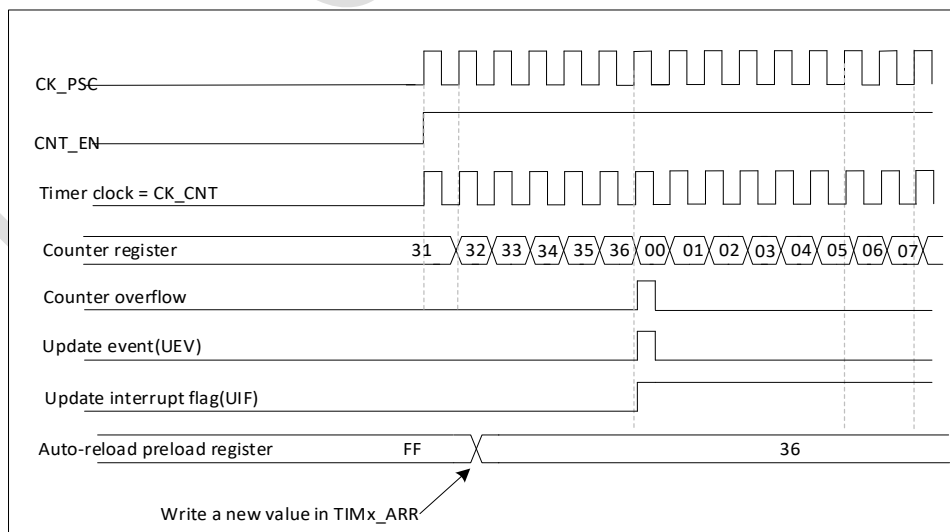 CK_PSC
CNT_EN
Timer clock = CK_CNT
Counter register 31 32 33 34 35 36 00 01 02 03 04 05 06 07
Counter overflow
Update event(UEV)
Update interrupt flag(UIF)
Auto-reload preload register FF 36
Write a new value in TIMx_ARR